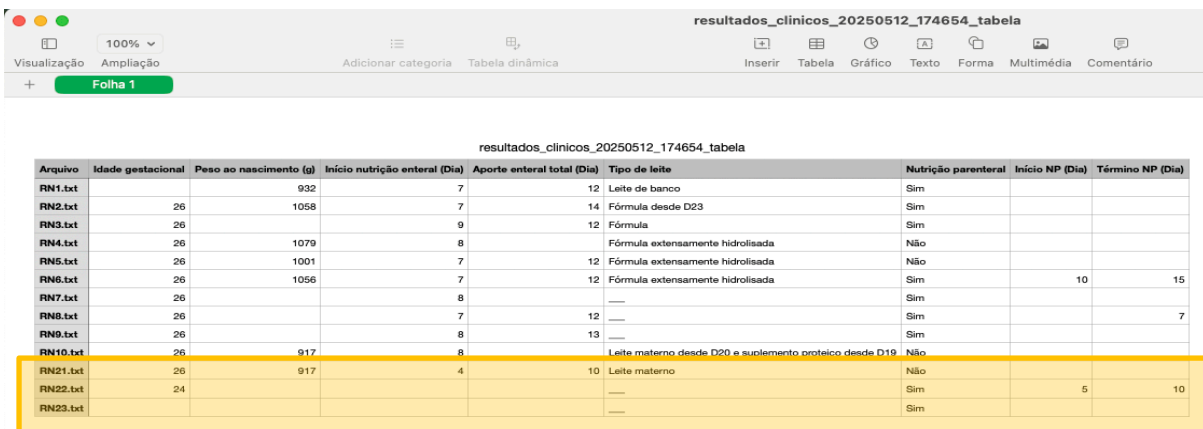 resultados_clinicos_20250512_174654_tabela
100%
Visualização Ampliação Adicionar categoria Tabela dinâmica Inserir Tabela Gráfico Texto Forma Multimédia Comentário
+ Folha 1
resultados_clinicos_20250512_174654_tabela
Arquivo Idade gestacional Peso ao nascimento (g) Início nutrição enteral (Dia) Aporte enteral total (Dia) Tipo de leite Nutrição parenteral Início NP (Dia) Término NP (Dia)
RN1.txt 932 7 12 Leite de banco Sim
RN2.txt 26 1058 7 14 Fórmula desde D23 Sim
RN3.txt 26 9 12 Fórmula Sim
RN4.txt 26 1079 8 Fórmula extensamente hidrolisada Não
RN5.txt 26 1001 7 12 Fórmula extensamente hidrolisada Não
RN6.txt 26 1056 7 12 Fórmula extensamente hidrolisada Sim 10 15
RN7.txt 26 8 __ Sim
RN8.txt 26 7 12 __ Sim 7
RN9.txt 26 8 13 __ Sim
RN10.txt 26 917 8 Leite materno desde D20 e suplemento proteico desde D19 Não
RN21.txt 26 917 4 10 Leite materno Não
RN22.txt 24 __ Sim 5 10
RN23.txt __ Sim